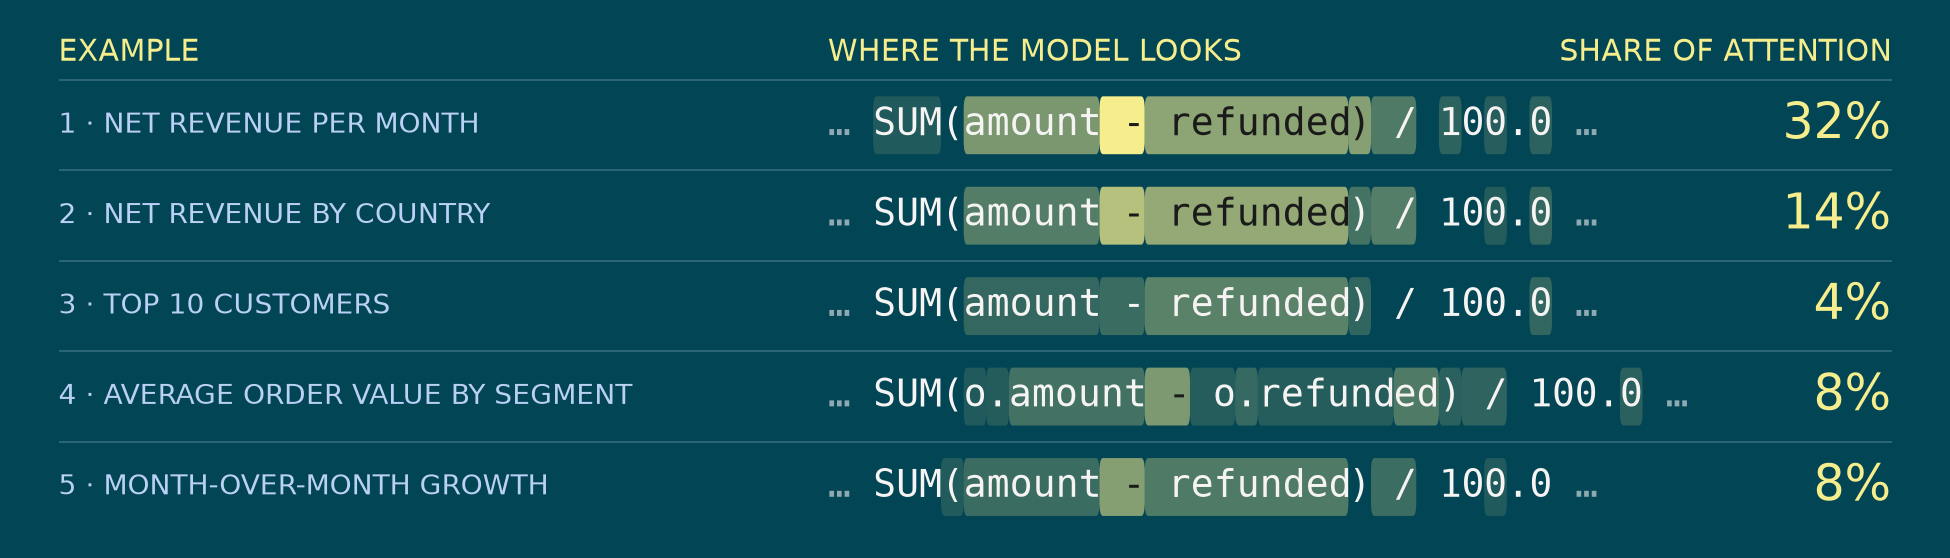 EXAMPLE WHERE THE MODEL LOOKS SHARE OF ATTENTION
1 · NET REVENUE PER MONTH … SUM(amount - refunded) / 100.0 … 32%
2 · NET REVENUE BY COUNTRY … SUM(amount - refunded) / 100.0 … 14%
3 · TOP 10 CUSTOMERS … SUM(amount - refunded) / 100.0 … 4%
4 · AVERAGE ORDER VALUE BY SEGMENT … SUM(o.amount - o.refunded) / 100.0 … 8%
5 · MONTH-OVER-MONTH GROWTH … SUM(amount - refunded) / 100.0 … 8%